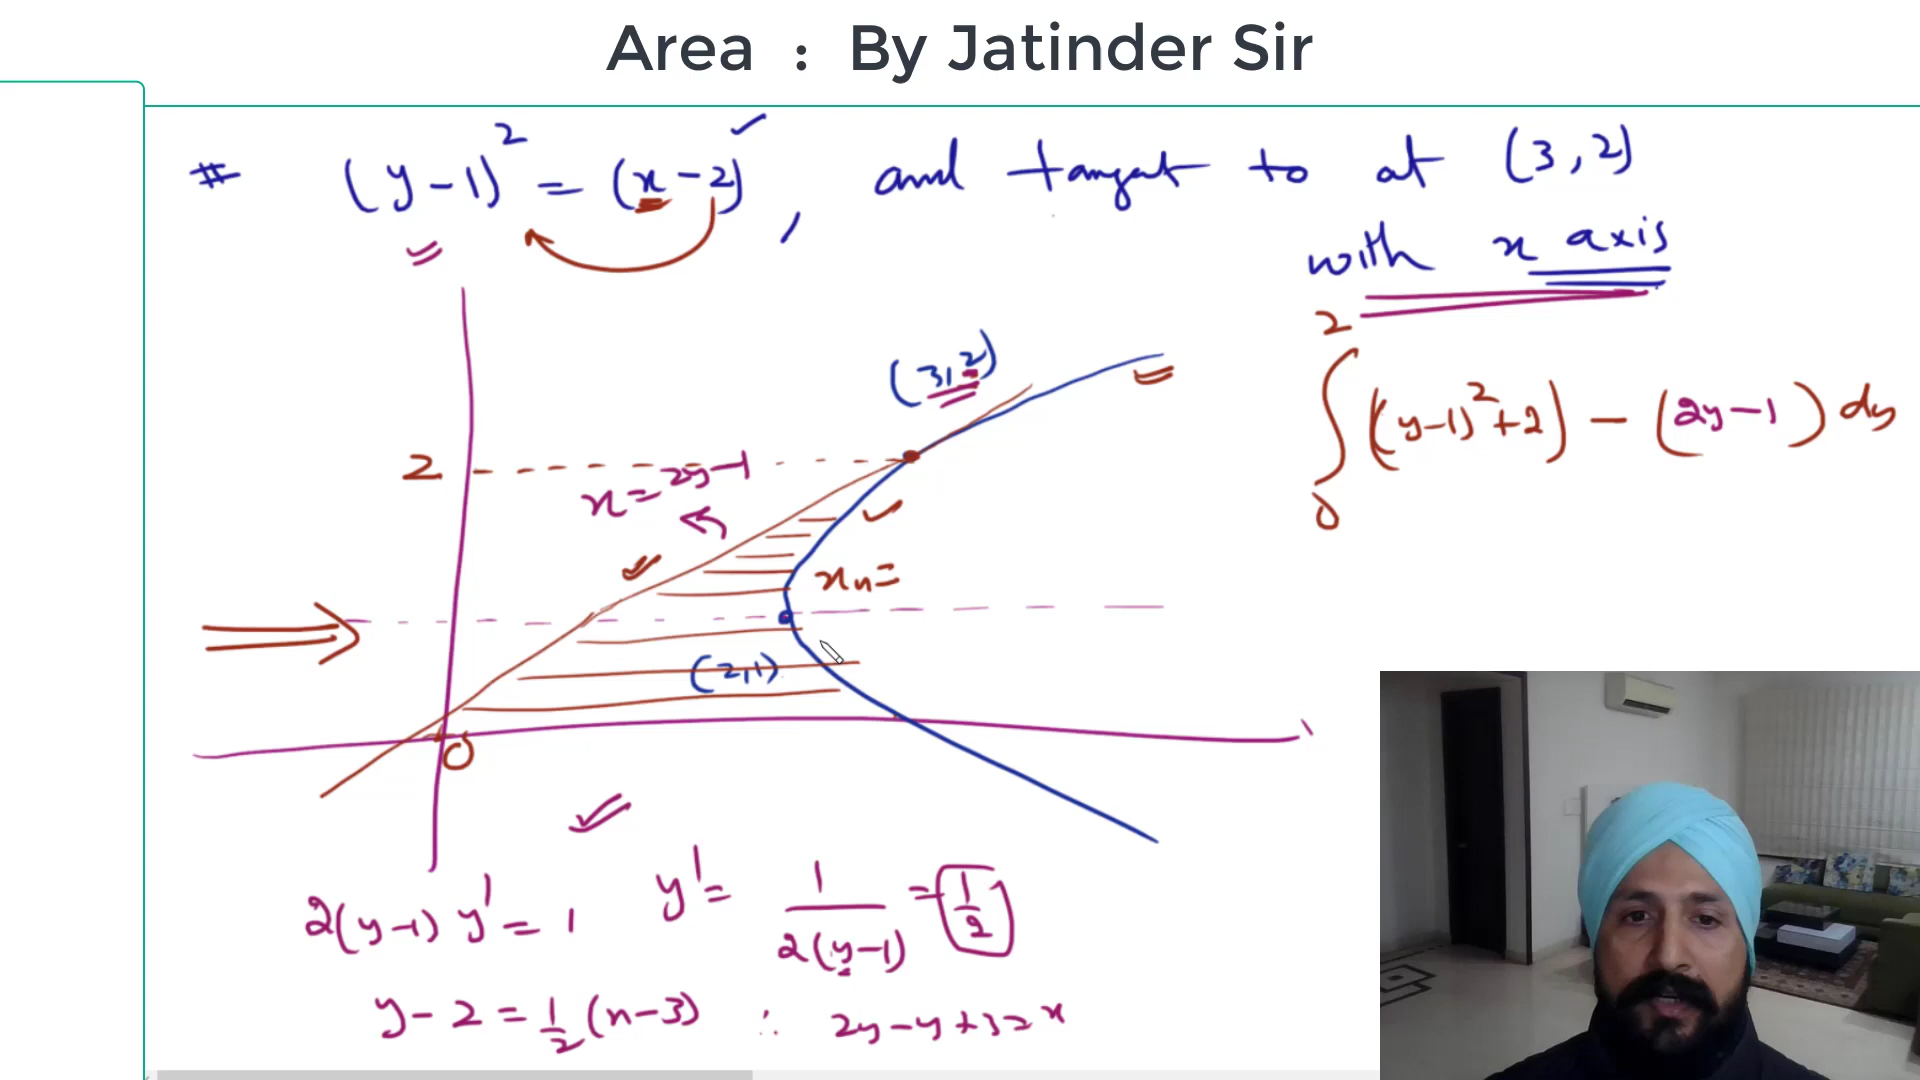 Area : By Jatinder Sir
# (y-1)² = (x-2), and tangent to at (3,2)
with x axis
(3,2)
2
x = 2y-1
∫₀² ((y-1)²+2) - (2y-1) dy
xn=
(2,1)
0
2(y-1) y' = 1 y' = 1/2(y-1) = 1/2
y-2 = 1/2 (x-3) ∴ 2y-4+3=x